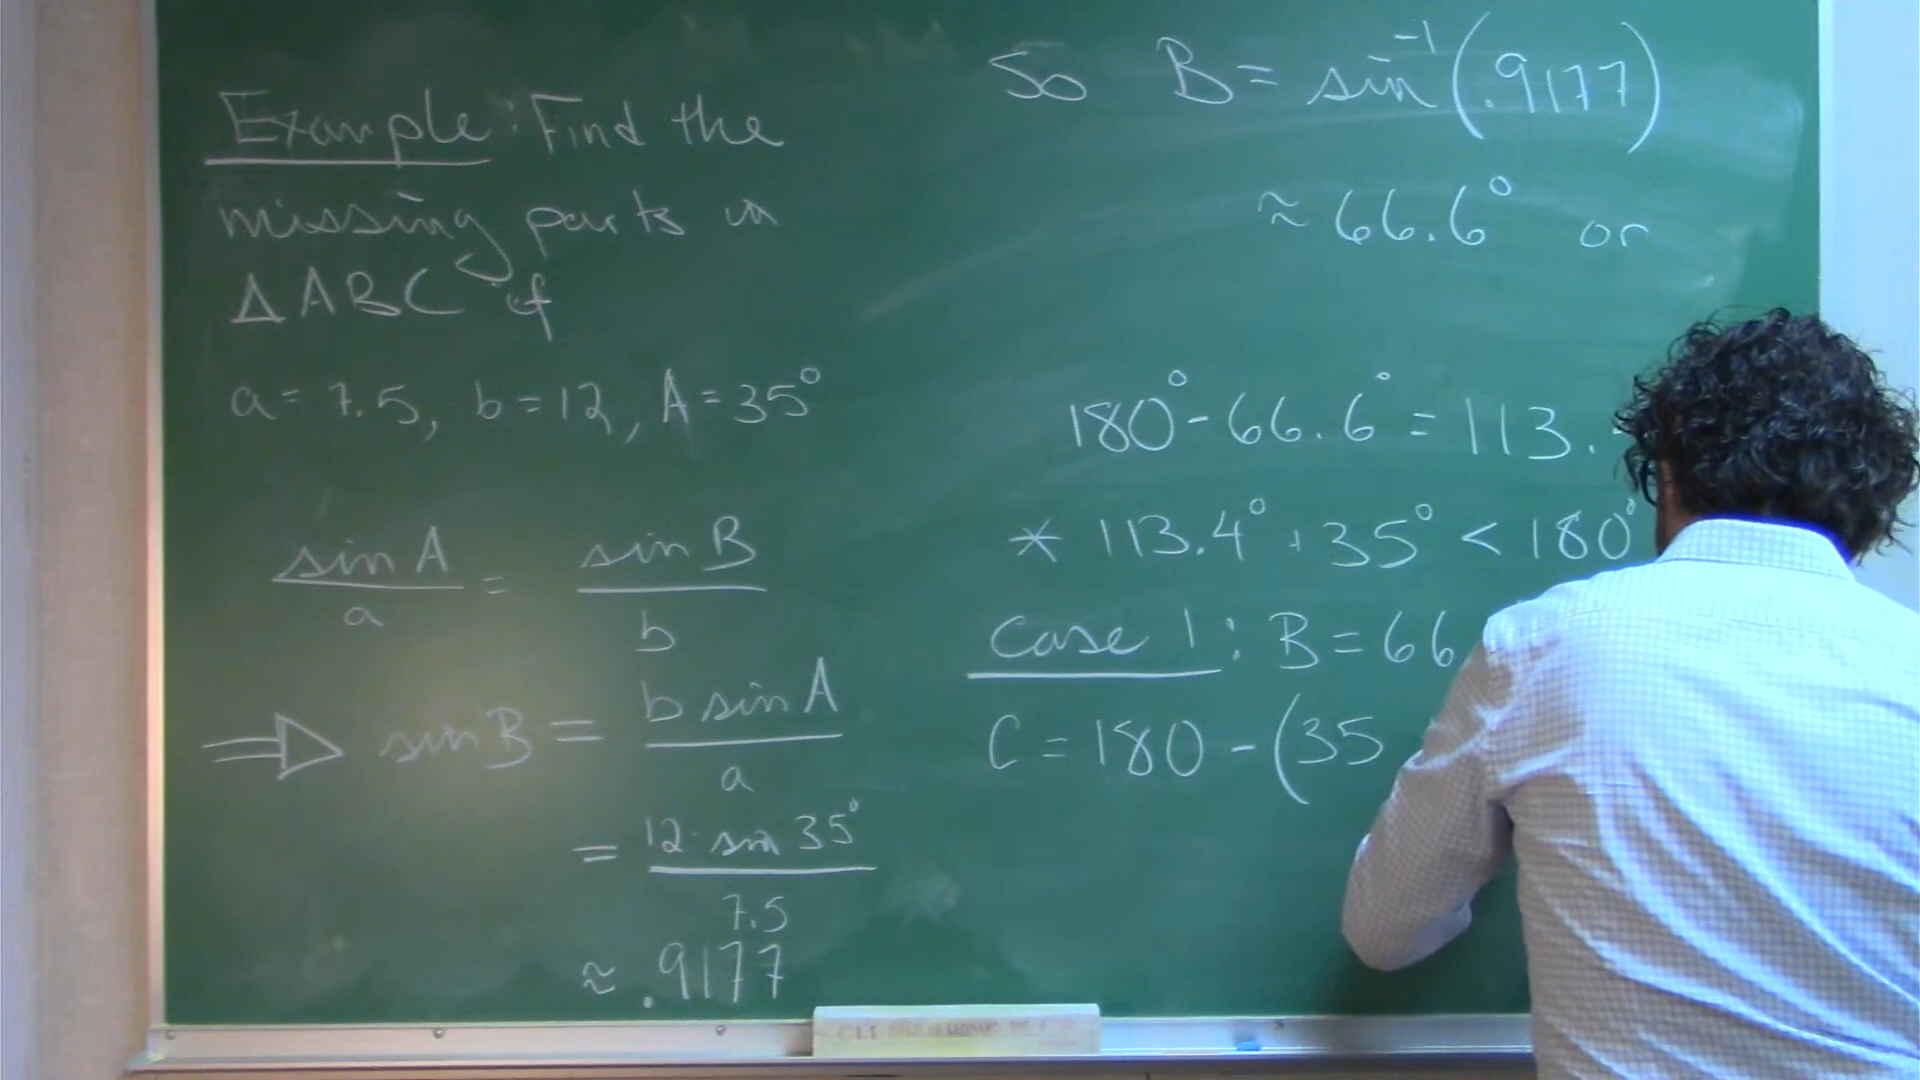 Example: Find the
missing parts in
△ABC if
a = 7.5, b = 12, A = 35°
sin A / a = sin B / b
⇒ sin B = b sin A / a
= 12 · sin 35° / 7.5
≈ .9177
So B = sin⁻¹(.9177)
≈ 66.6° or
180° - 66.6° = 113.
* 113.4° + 35° < 180°
Case 1: B = 66
C = 180 - (35